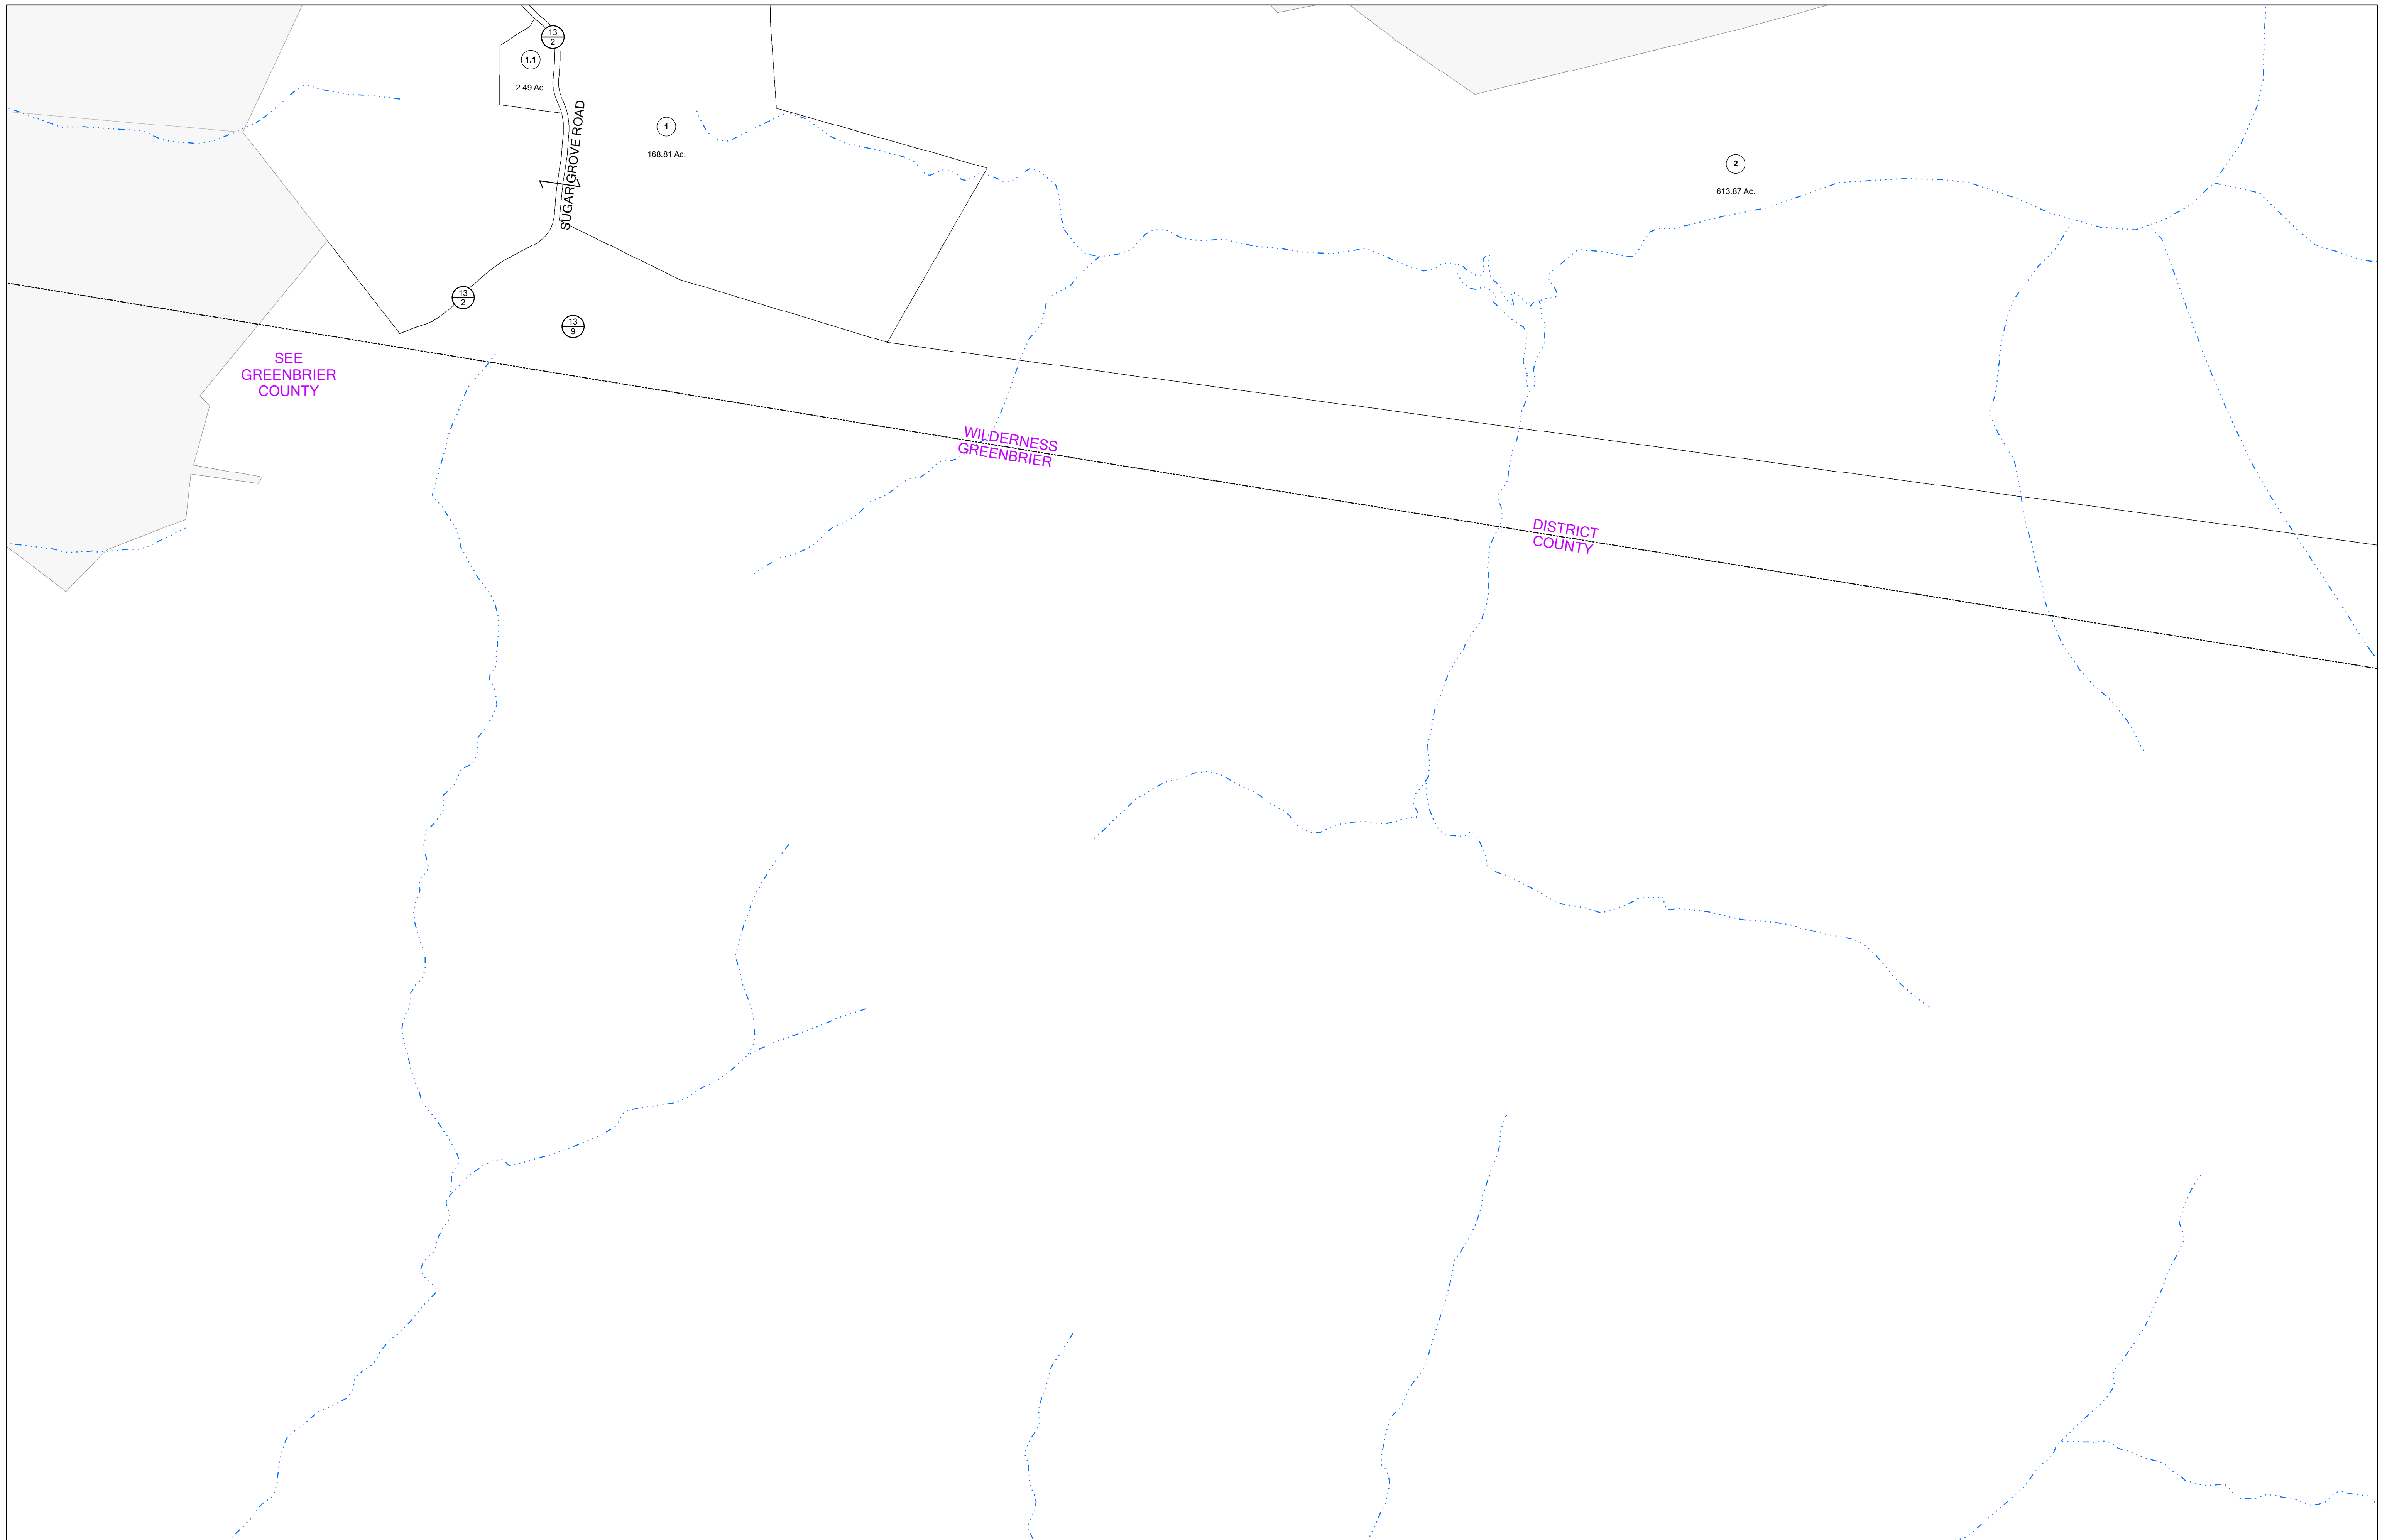 13
2
1.1
2.49 Ac.
SUGAR GROVE ROAD
1
168.81 Ac.
2
613.87 Ac.
13
2
13
9
SEE
GREENBRIER
COUNTY
WILDERNESS
GREENBRIER
DISTRICT
COUNTY